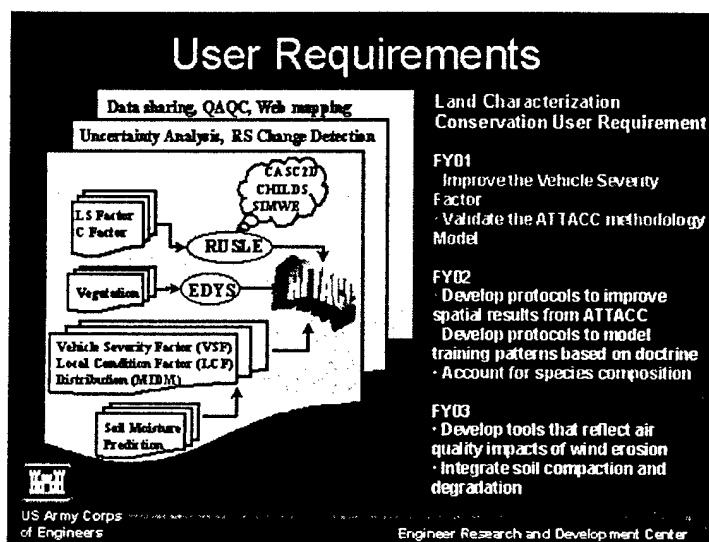 User Requirements
Data sharing, QAQC, Web mapping
Uncertainty Analysis, RS Change Detection
CASC2D
CHILDS
SIMWE
LS Factor
C Factor
RUSLE
Vegetation
EDYS
Vehicle Severity Factor (VSF)
Local Condition Factor (LCF)
Distribution (MIDM)
Soil Moisture
Prediction
Land Characterization
Conservation User Requirement
FY01
Improve the Vehicle Severity
Factor
· Validate the ATTACC methodology
Model
FY02
· Develop protocols to improve
spatial results from ATTACC
Develop protocols to model
training patterns based on doctrine
· Account for species composition
FY03
· Develop tools that reflect air
quality impacts of wind erosion
· Integrate soil compaction and
degradation
US Army Corps
of Engineers
Engineer Research and Development Center